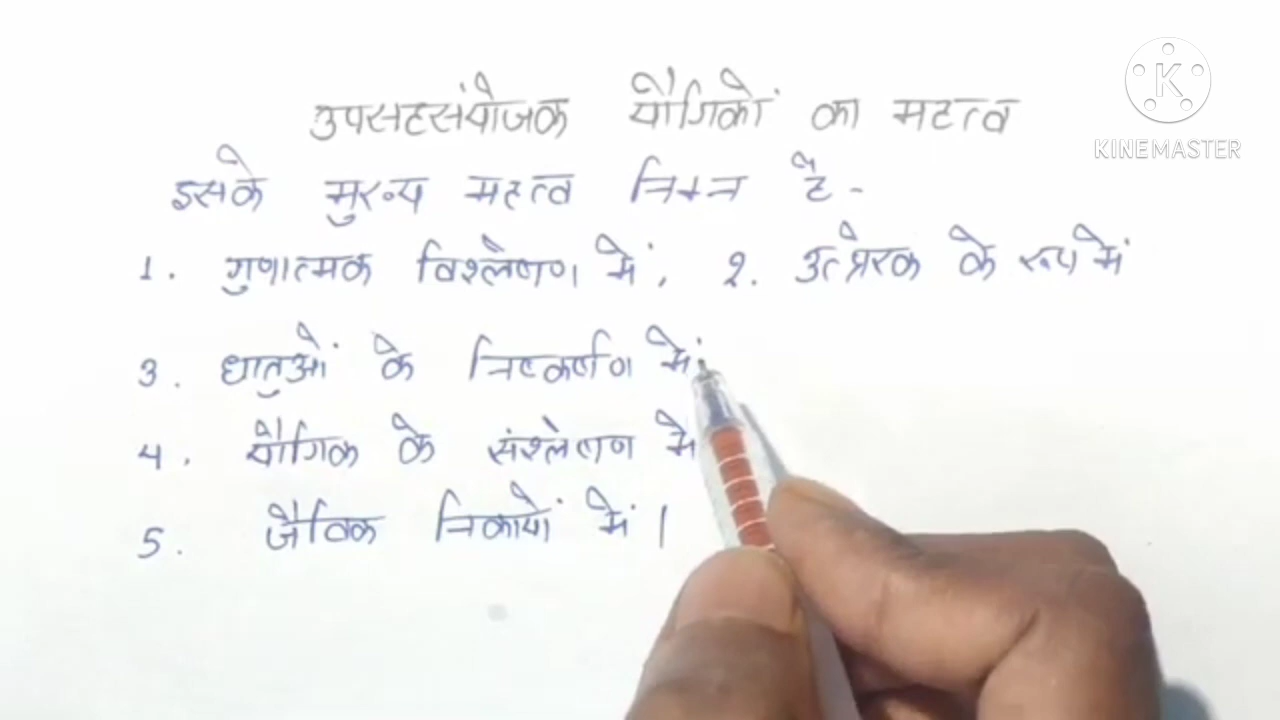 उपसहसंयोजक यौगिकों का महत्व
KINEMASTER
इसके मुख्य महत्व निम्न है -
1. गुणात्मक विश्लेषण में, 2. उत्प्रेरक के रूप में
3. धातुओं के निष्कर्षण में
4. यौगिक के संश्लेषण में
5. जैविक निकायों में।